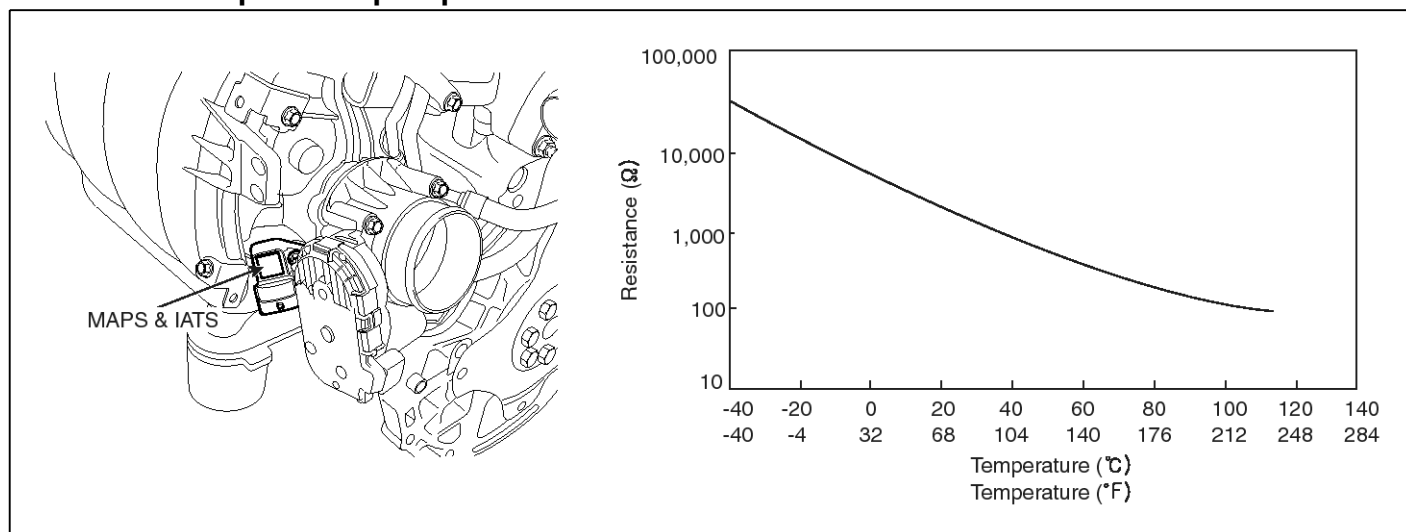 MAPS & IATS
100,000
10,000
1,000
100
10
Resistance (Ω)
-40 -20 0 20 40 60 80 100 120 140
-40 -4 32 68 104 140 176 212 248 284
Temperature (℃)
Temperature (°F)